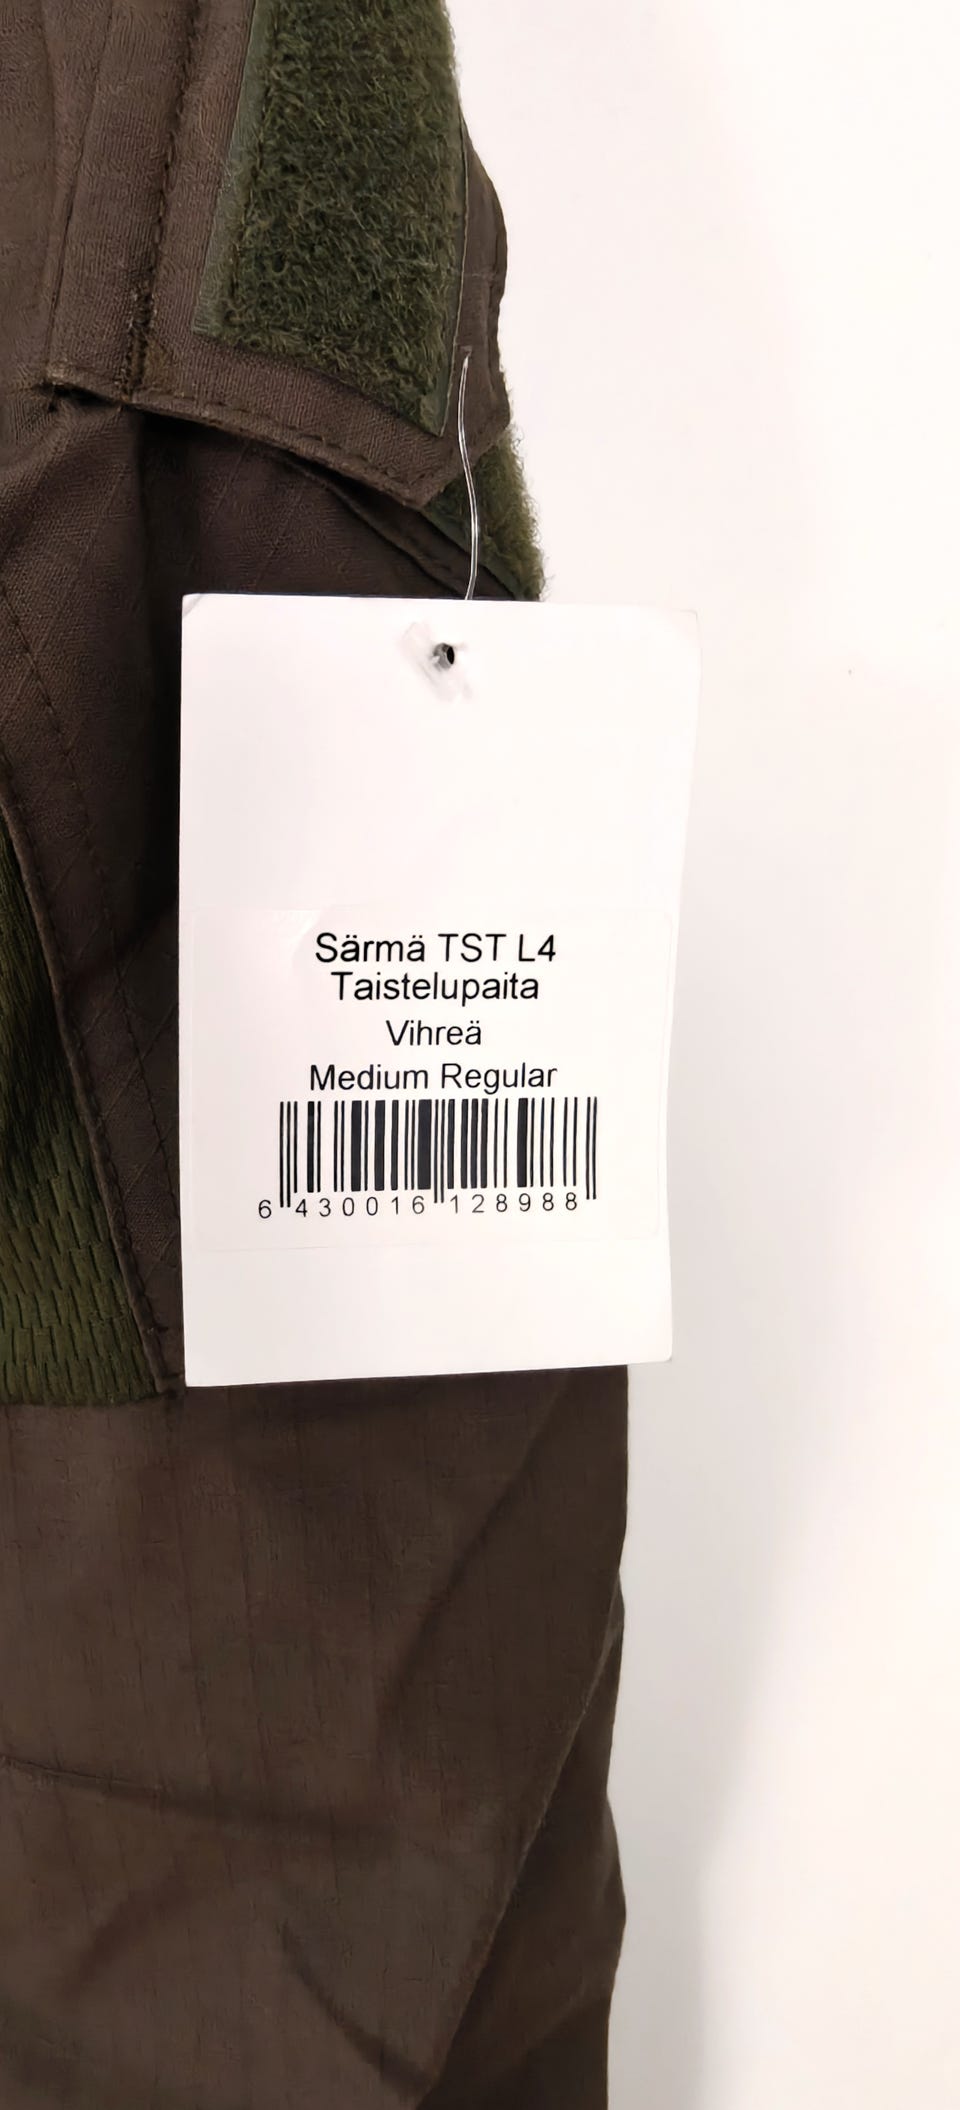 Särmä TST L4
Taistelupaita
Vihreä
Medium Regular
6 430016 128988